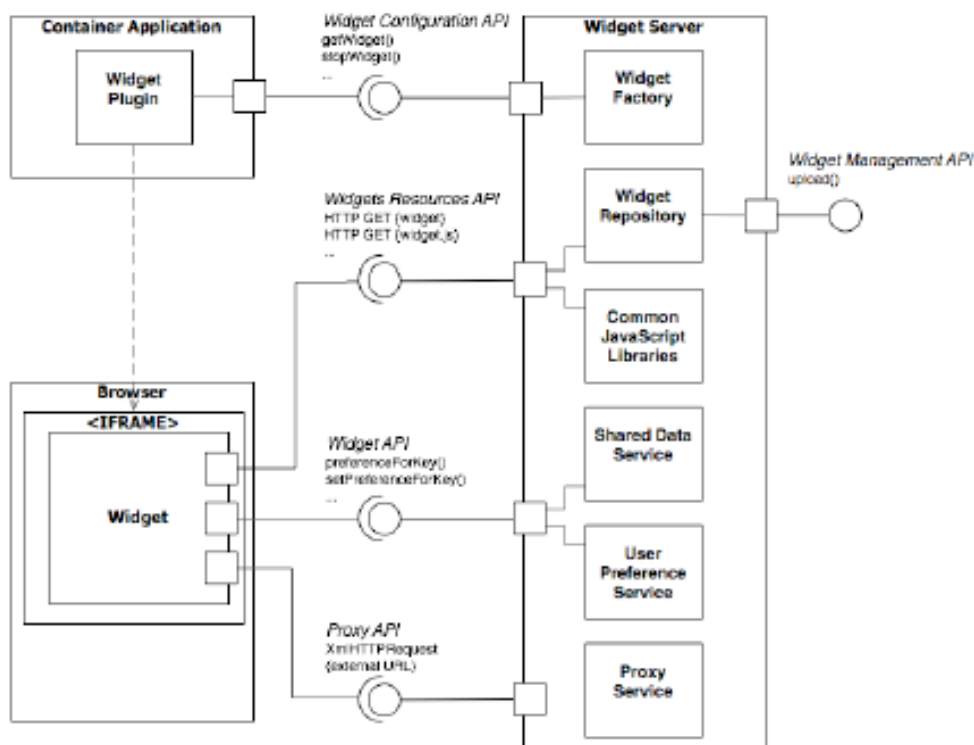 Container Application
Widget
Plugin
Widget Configuration API
getWidget()
stopWidget()
...
Widget Server
Widget
Factory
Widget Management API
upload()
Widgets Resources API
HTTP GET (widget)
HTTP GET (widget.js)
...
Widget
Repository
Common
JavaScript
Libraries
Browser
<IFRAME>
Widget
Widget API
preferenceForKey()
setPreferenceForKey()
...
Shared Data
Service
User
Preference
Service
Proxy API
XmlHTTPRequest
(external URL)
Proxy
Service